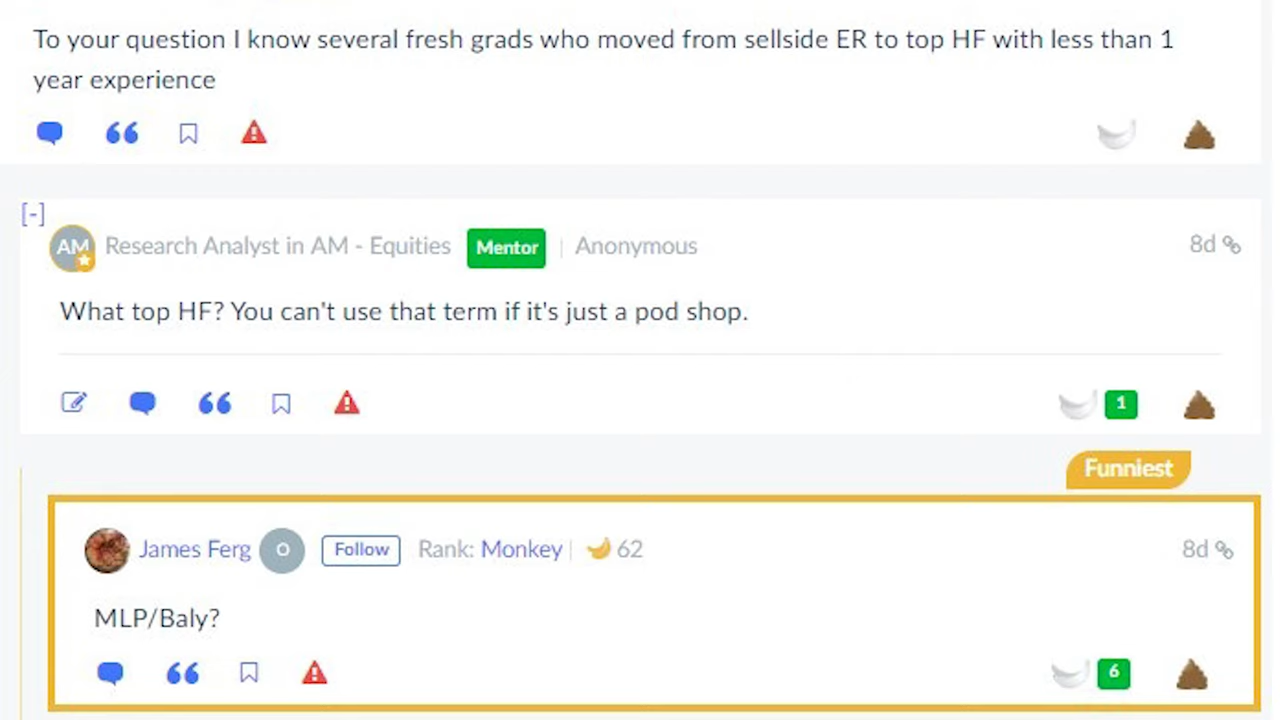 To your question I know several fresh grads who moved from sellside ER to top HF with less than 1
year experience
[-]
AM Research Analyst in AM - Equities Mentor | Anonymous 8d
What top HF? You can't use that term if it's just a pod shop.
1
Funniest
James Ferg O Follow Rank: Monkey | 62 8d
MLP/Baly?
6